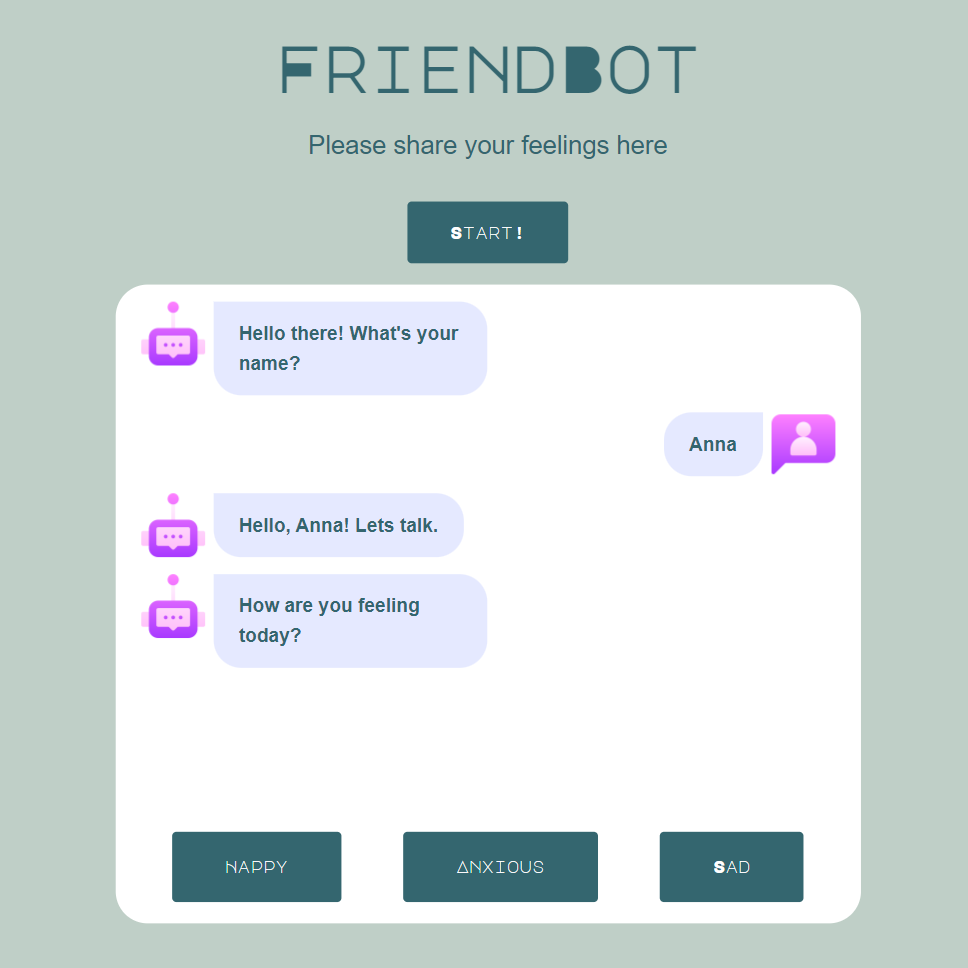 FRIENDBOT
Please share your feelings here
START!
Hello there! What's your
name?
Anna
Hello, Anna! Lets talk.
How are you feeling
today?
HAPPY
ANXIOUS
SAD